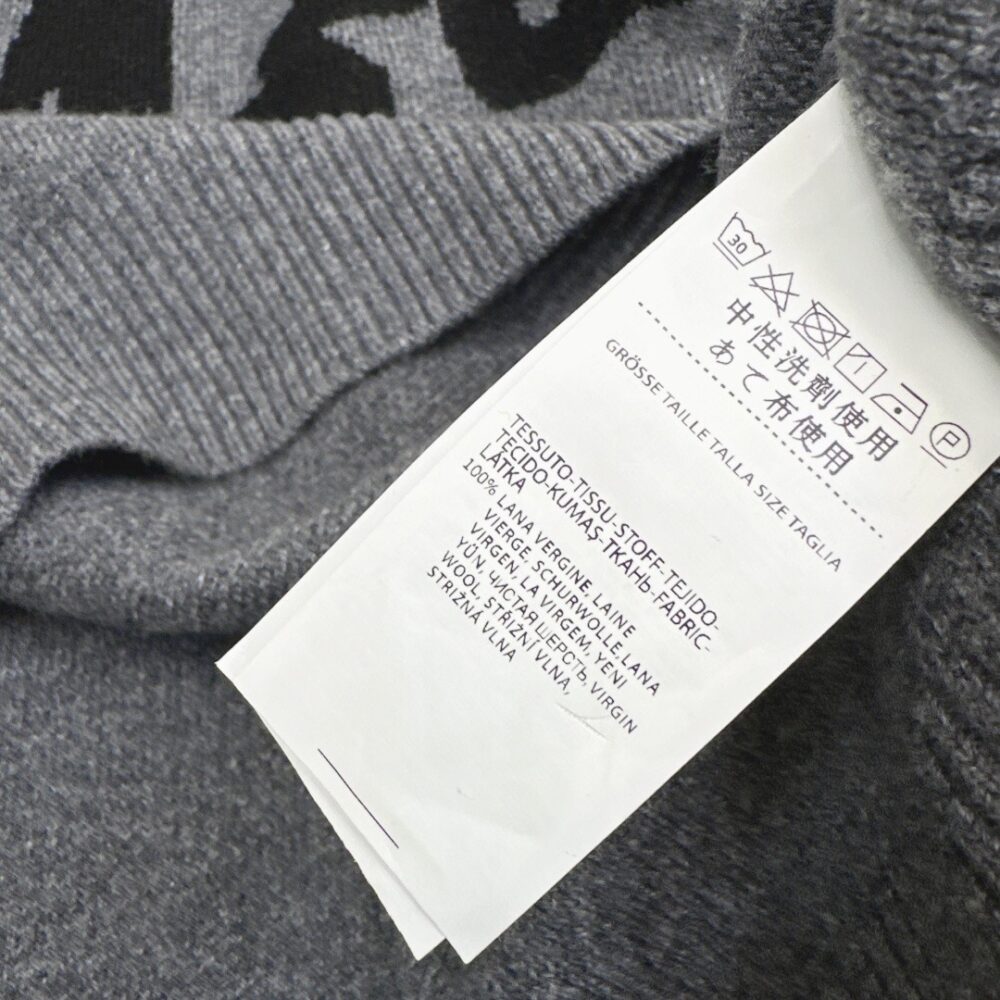 30
P
中性洗剤使用
あて布使用
GRÖSSE TAILLE TALLA SIZE TAGLIA
TESSUTO-TISSU-STOFF-TEJIDO-
TECIDO-KUMAŞ-ТКАНЬ-FABRIC-
LÁTKA
100% LANA VERGINE, LAINE
VIERGE, SCHURWOLLE, LANA
VIRGEN, LA VIRGEM, YENI
YÜN, ЧИСТАЯ ШЕРСТЬ, VIRGIN
WOOL, STRIŽNÍ VLNA,
STRIŽNÁ VLNA